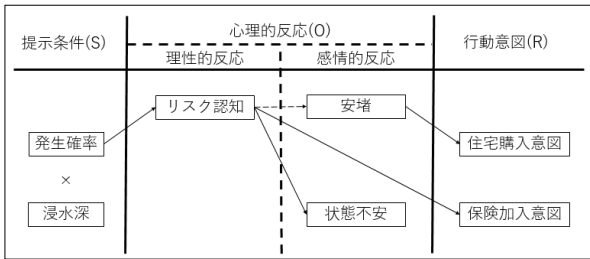 提示条件(S)
心理的反応(O)
行動意図(R)
理性的反応
感情的反応
リスク認知
安堵
発生確率
住宅購入意図
×
浸水深
状態不安
保険加入意図